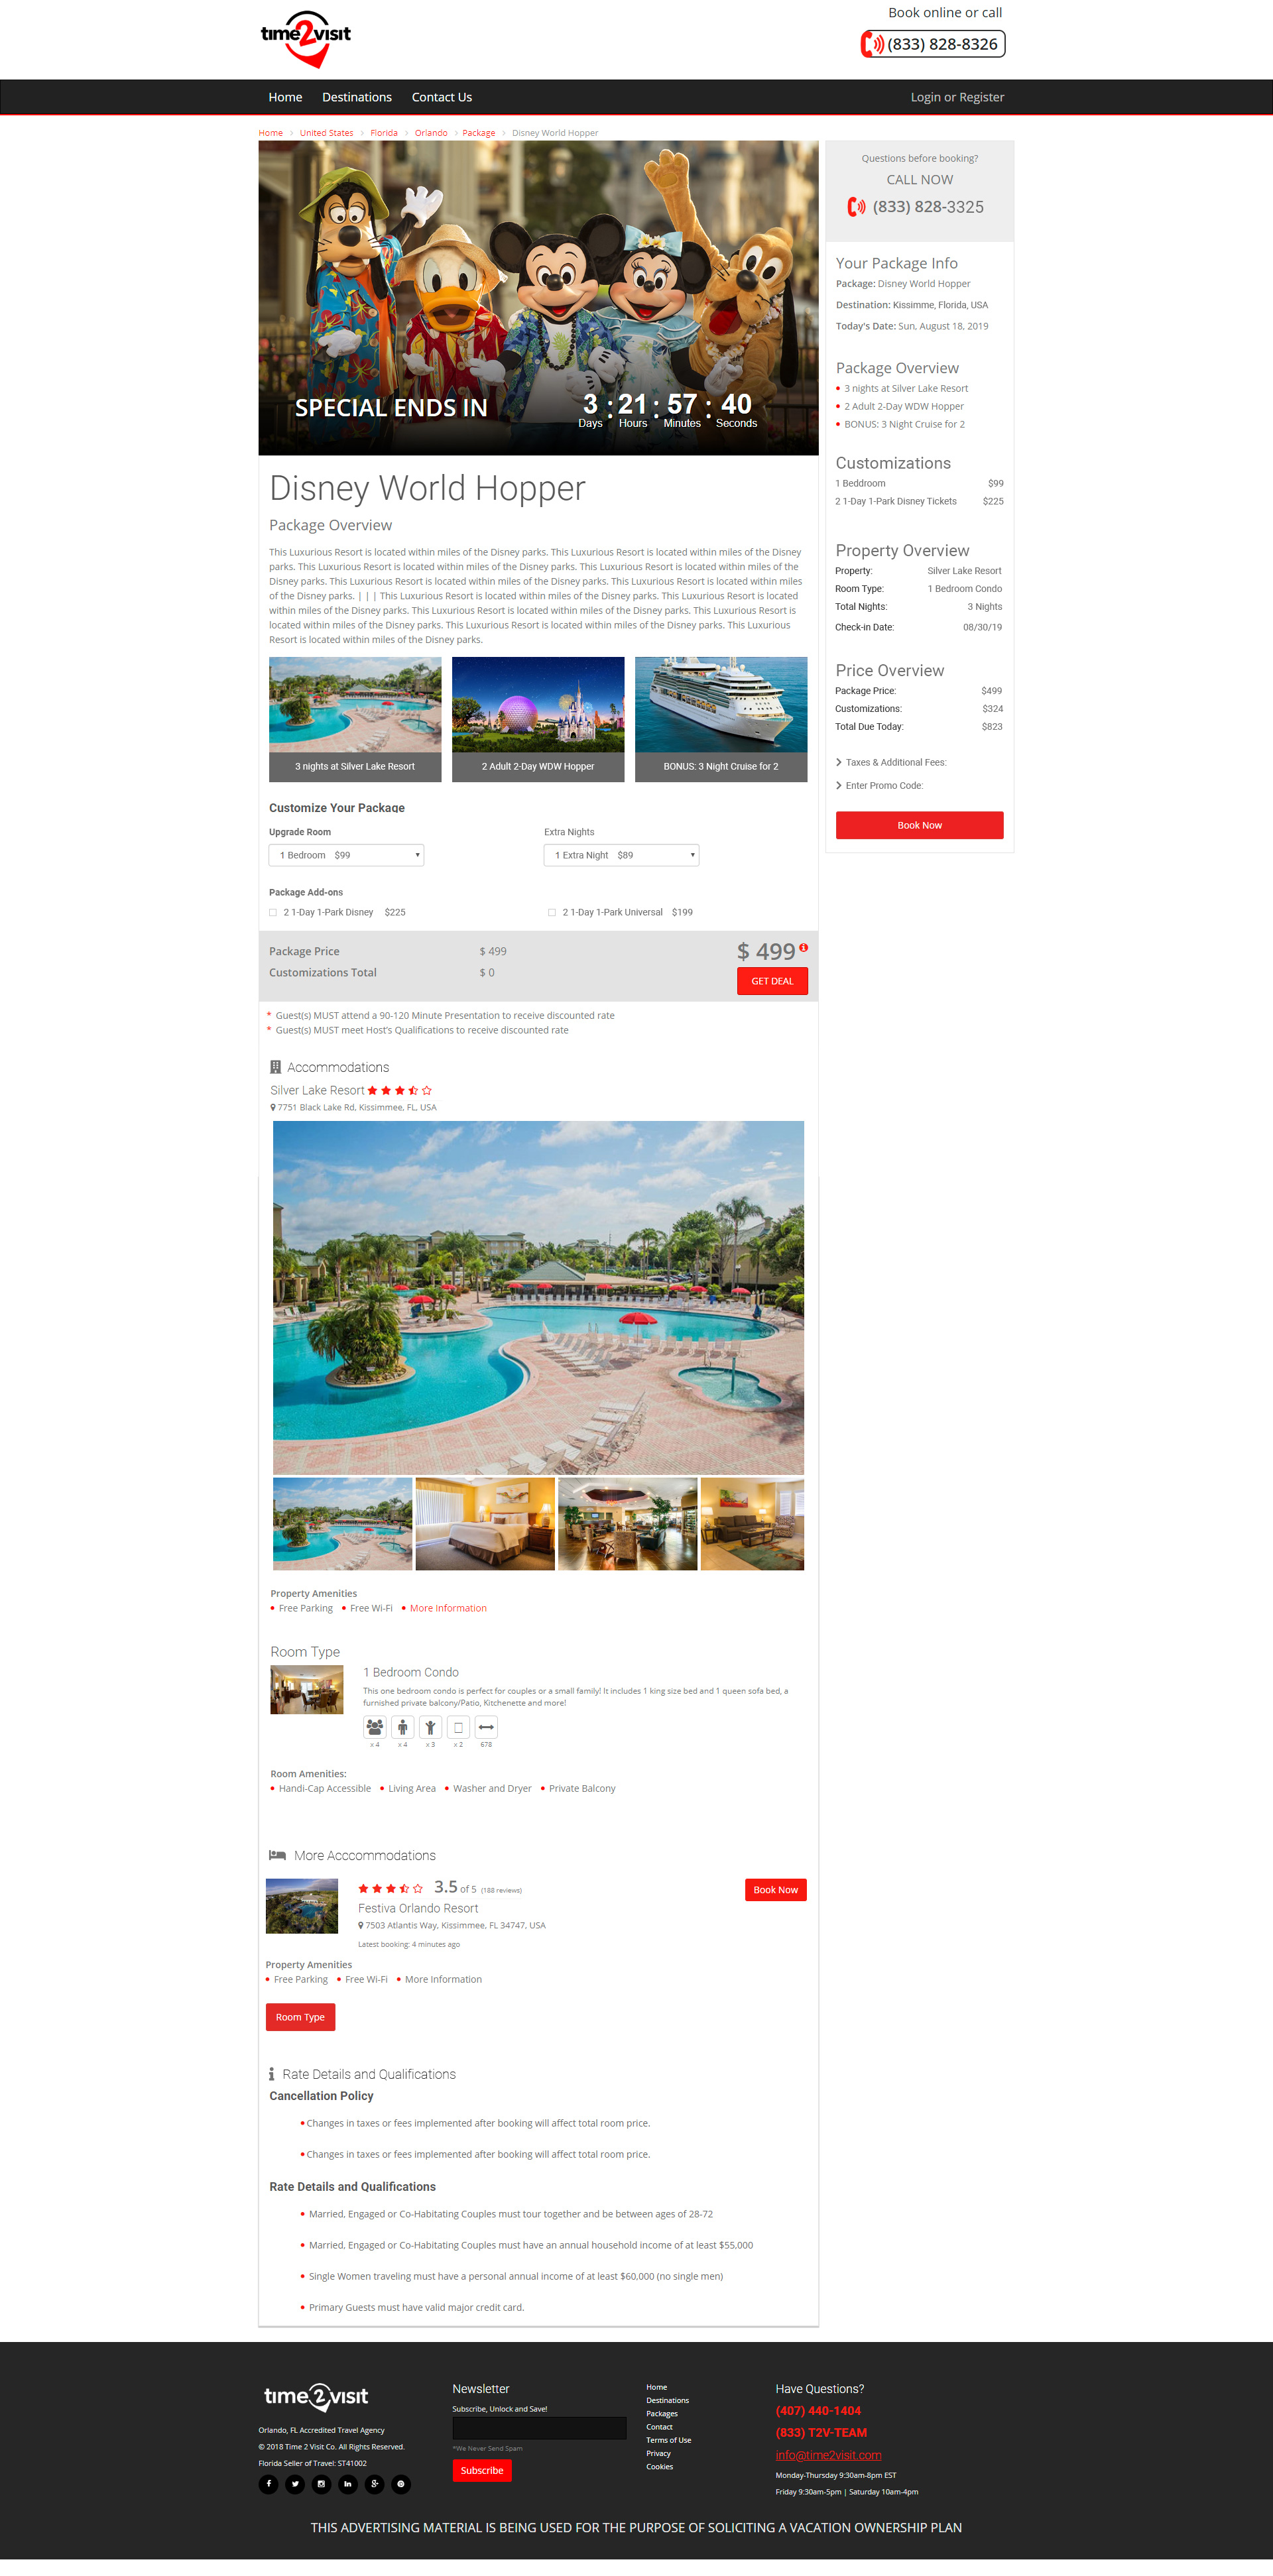 time2visit
Book online or call
(833) 828-8326
Home Destinations Contact Us Login or Register
Home > United States > Florida > Orlando > Package > Disney World Hopper
SPECIAL ENDS IN
3 : 21 : 57 : 40
Days Hours Minutes Seconds
Disney World Hopper
Package Overview
This Luxurious Resort is located within miles of the Disney parks. This Luxurious Resort is located within miles of the Disney
parks. This Luxurious Resort is located within miles of the Disney parks. This Luxurious Resort is located within miles of the
Disney parks. This Luxurious Resort is located within miles of the Disney parks. This Luxurious Resort is located within miles
of the Disney parks. | | | This Luxurious Resort is located within miles of the Disney parks. This Luxurious Resort is located
within miles of the Disney parks. This Luxurious Resort is located within miles of the Disney parks. This Luxurious Resort is
located within miles of the Disney parks. This Luxurious Resort is located within miles of the Disney parks. This Luxurious
Resort is located within miles of the Disney parks.
3 nights at Silver Lake Resort
2 Adult 2-Day WDW Hopper
BONUS: 3 Night Cruise for 2
Customize Your Package
Upgrade Room Extra Nights
1 Bedroom $99 1 Extra Night $89
Package Add-ons
2 1-Day 1-Park Disney $225 2 1-Day 1-Park Universal $199
Package Price $ 499
Customizations Total $ 0
$ 499
GET DEAL
* Guest(s) MUST attend a 90-120 Minute Presentation to receive discounted rate
* Guest(s) MUST meet Host's Qualifications to receive discounted rate
Accommodations
Silver Lake Resort
7751 Black Lake Rd, Kissimmee, FL, USA
Property Amenities
Free Parking Free Wi-Fi More Information
Room Type
1 Bedroom Condo
This one bedroom condo is perfect for couples or a small family! It includes 1 king size bed and 1 queen sofa bed, a
furnished private balcony/Patio, Kitchenette and more!
x 4 x 4 x 3 x 2 678
Room Amenities:
Handi-Cap Accessible Living Area Washer and Dryer Private Balcony
More Acccommodations
3.5 of 5 (188 reviews)
Book Now
Festiva Orlando Resort
7503 Atlantis Way, Kissimmee, FL 34747, USA
Latest booking: 4 minutes ago
Property Amenities
Free Parking Free Wi-Fi More Information
Room Type
Rate Details and Qualifications
Cancellation Policy
Changes in taxes or fees implemented after booking will affect total room price.
Changes in taxes or fees implemented after booking will affect total room price.
Rate Details and Qualifications
Married, Engaged or Co-Habitating Couples must tour together and be between ages of 28-72
Married, Engaged or Co-Habitating Couples must have an annual household income of at least $55,000
Single Women traveling must have a personal annual income of at least $60,000 (no single men)
Primary Guests must have valid major credit card.
Questions before booking?
CALL NOW
(833) 828-3325
Your Package Info
Package: Disney World Hopper
Destination: Kissimme, Florida, USA
Today's Date: Sun, August 18, 2019
Package Overview
3 nights at Silver Lake Resort
2 Adult 2-Day WDW Hopper
BONUS: 3 Night Cruise for 2
Customizations
1 Beddroom $99
2 1-Day 1-Park Disney Tickets $225
Property Overview
Property: Silver Lake Resort
Room Type: 1 Bedroom Condo
Total Nights: 3 Nights
Check-in Date: 08/30/19
Price Overview
Package Price: $499
Customizations: $324
Total Due Today: $823
Taxes & Additional Fees:
Enter Promo Code:
Book Now
time2visit
Orlando, FL Accredited Travel Agency
© 2018 Time 2 Visit Co. All Rights Reserved.
Florida Seller of Travel: ST41002
Newsletter
Subscribe, Unlock and Save!
*We Never Send Spam
Subscribe
Home
Destinations
Packages
Contact
Terms of Use
Privacy
Cookies
Have Questions?
(407) 440-1404
(833) T2V-TEAM
info@time2visit.com
Monday-Thursday 9:30am-8pm EST
Friday 9:30am-5pm | Saturday 10am-4pm
THIS ADVERTISING MATERIAL IS BEING USED FOR THE PURPOSE OF SOLICITING A VACATION OWNERSHIP PLAN